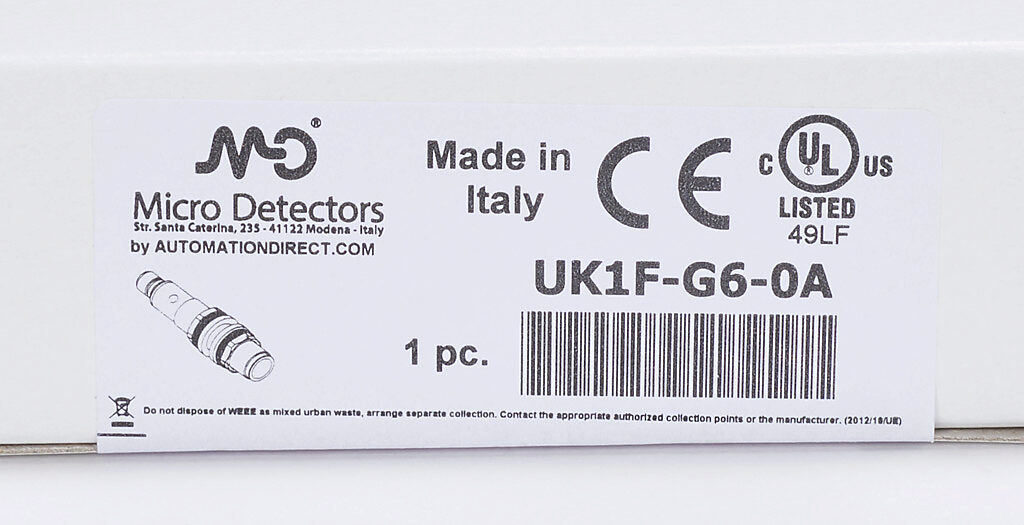 MD®
Micro Detectors
Str. Santa Caterina, 235 - 41122 Modena - Italy
by AUTOMATIONDIRECT.COM
Made in
Italy
CE
C UL® US
LISTED
49LF
UK1F-G6-0A
1 pc.
Do not dispose of WEEE as mixed urban waste, arrange separate collection. Contact the appropriate authorized collection points or the manufacturer. (2012/19/UE)